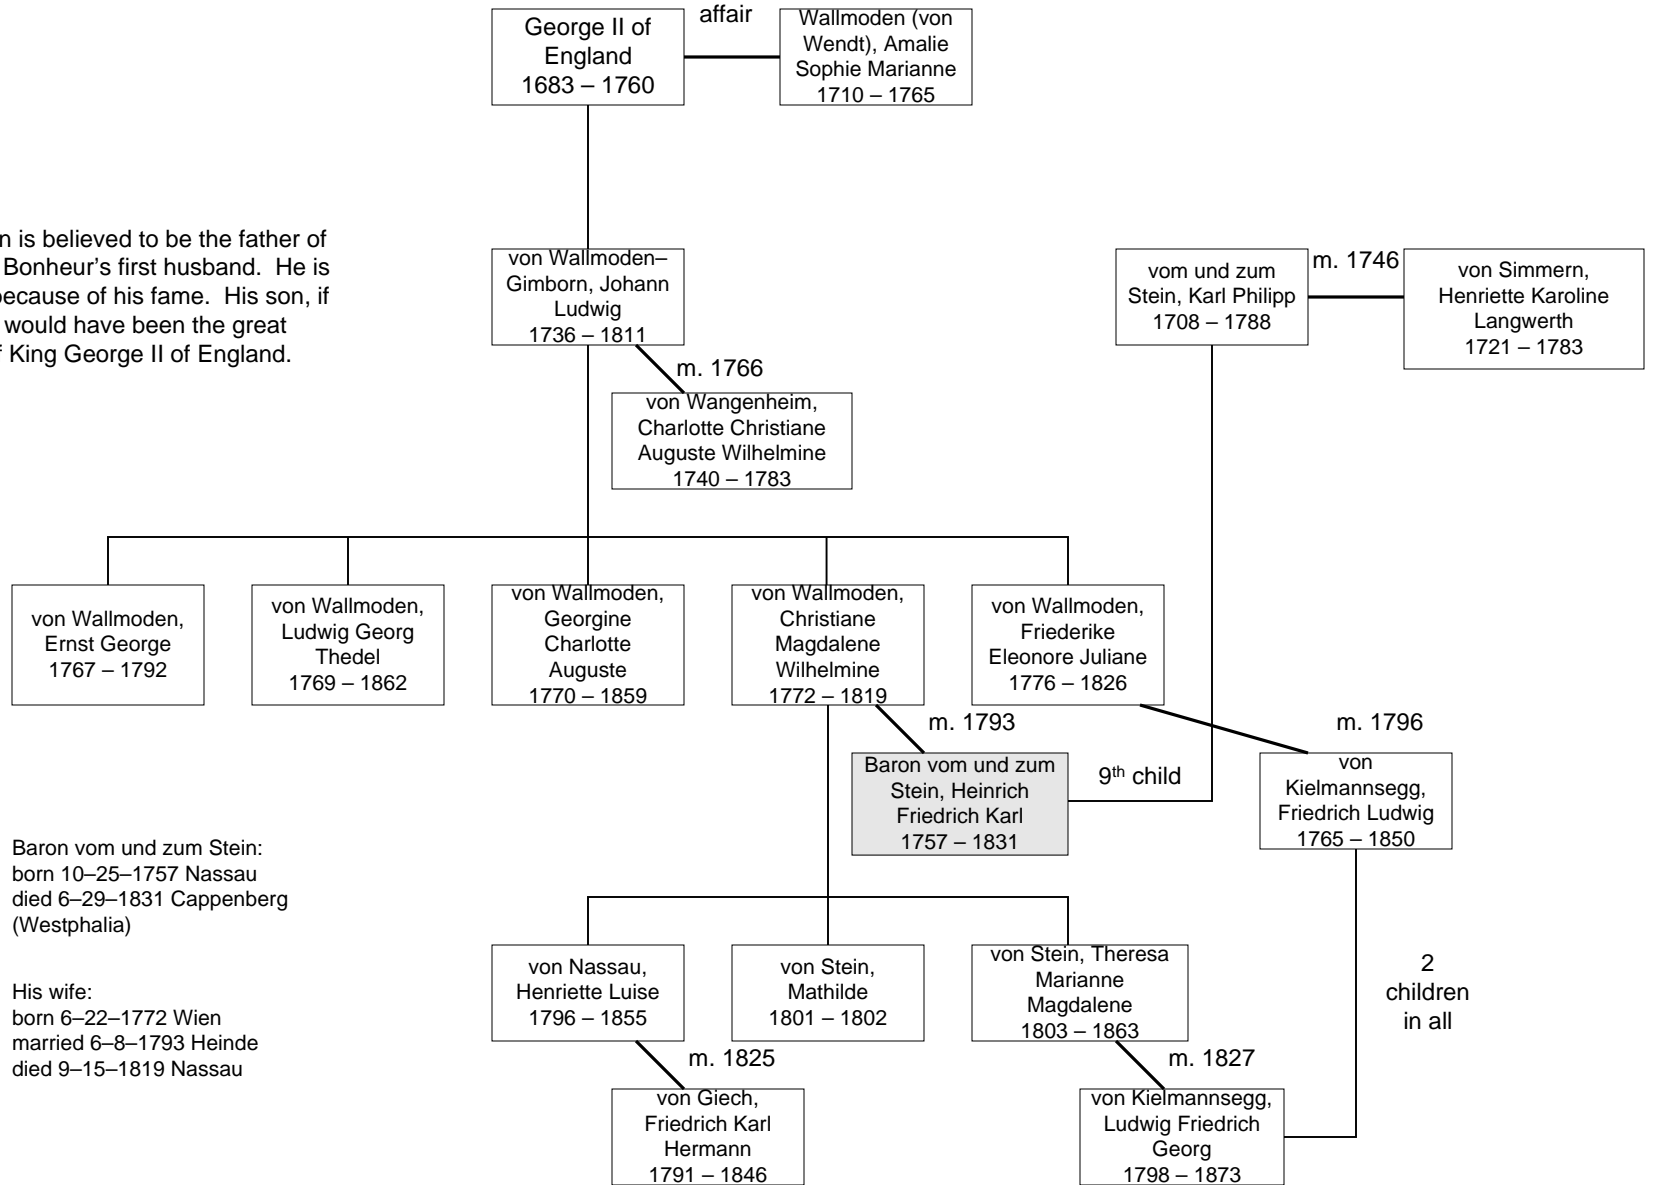 affair
George II of
England
1683 – 1760
Wallmoden (von
Wendt), Amalie
Sophie Marianne
1710 – 1765
n is believed to be the father of
Bonheur's first husband. He is
because of his fame. His son, if
would have been the great
f King George II of England.
von Wallmoden–
Gimborn, Johann
Ludwig
1736 – 1811
vom und zum
Stein, Karl Philipp
1708 – 1788
m. 1746
von Simmern,
Henriette Karoline
Langwerth
1721 – 1783
m. 1766
von Wangenheim,
Charlotte Christiane
Auguste Wilhelmine
1740 – 1783
von Wallmoden,
Ernst George
1767 – 1792
von Wallmoden,
Ludwig Georg
Thedel
1769 – 1862
von Wallmoden,
Georgine
Charlotte
Auguste
1770 – 1859
von Wallmoden,
Christiane
Magdalene
Wilhelmine
1772 – 1819
von Wallmoden,
Friederike
Eleonore Juliane
1776 – 1826
m. 1793
m. 1796
Baron vom und zum
Stein, Heinrich
Friedrich Karl
1757 – 1831
9th child
von
Kielmannsegg,
Friedrich Ludwig
1765 – 1850
Baron vom und zum Stein:
born 10–25–1757 Nassau
died 6–29–1831 Cappenberg
(Westphalia)
His wife:
born 6–22–1772 Wien
married 6–8–1793 Heinde
died 9–15–1819 Nassau
von Nassau,
Henriette Luise
1796 – 1855
von Stein,
Mathilde
1801 – 1802
von Stein, Theresa
Marianne
Magdalene
1803 – 1863
2
children
in all
m. 1825
m. 1827
von Giech,
Friedrich Karl
Hermann
1791 – 1846
von Kielmannsegg,
Ludwig Friedrich
Georg
1798 – 1873